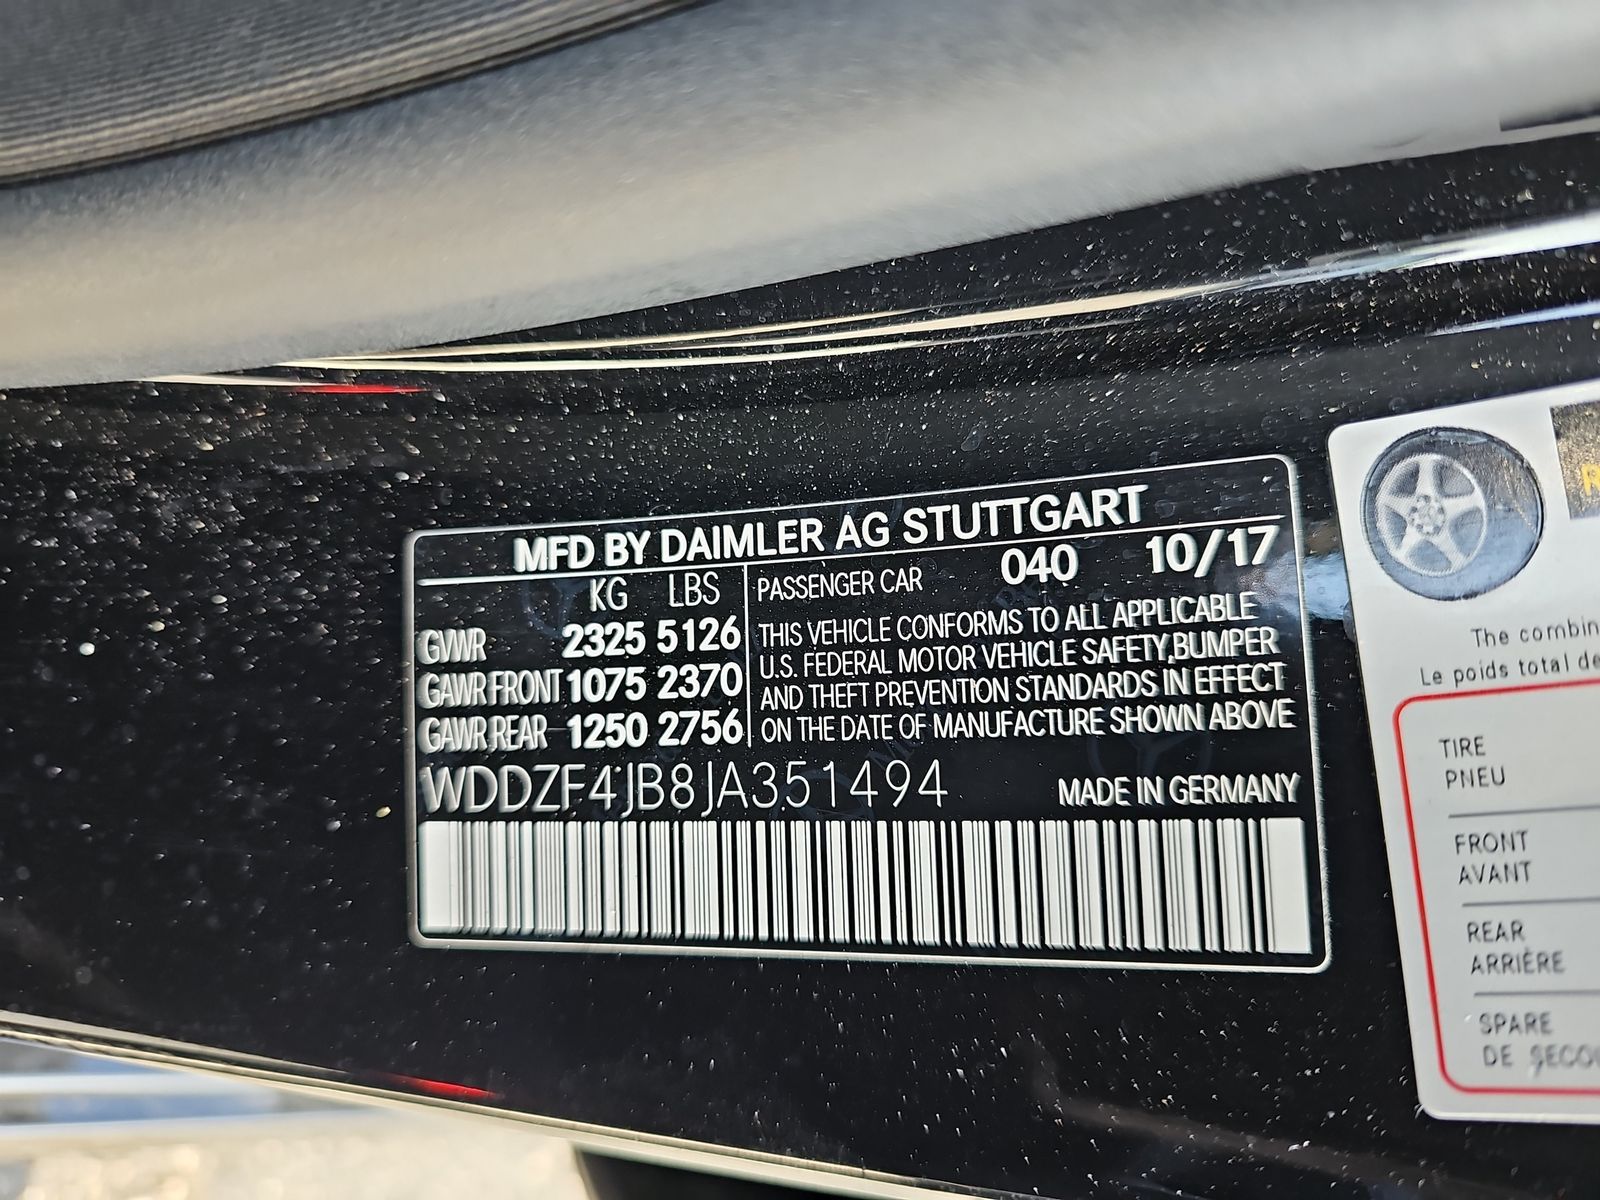 MFD BY DAIMLER AG STUTTGART
KG LBS
GVWR 2325 5126
GAWR FRONT 1075 2370
GAWR REAR 1250 2756
PASSENGER CAR 040 10/17
THIS VEHICLE CONFORMS TO ALL APPLICABLE
U.S. FEDERAL MOTOR VEHICLE SAFETY,BUMPER
AND THEFT PREVENTION STANDARDS IN EFFECT
ON THE DATE OF MANUFACTURE SHOWN ABOVE
WDDZF4JB8JA351494 MADE IN GERMANY
The combin
Le poids total de
TIRE
PNEU
FRONT
AVANT
REAR
ARRIÈRE
SPARE
DE SECOU